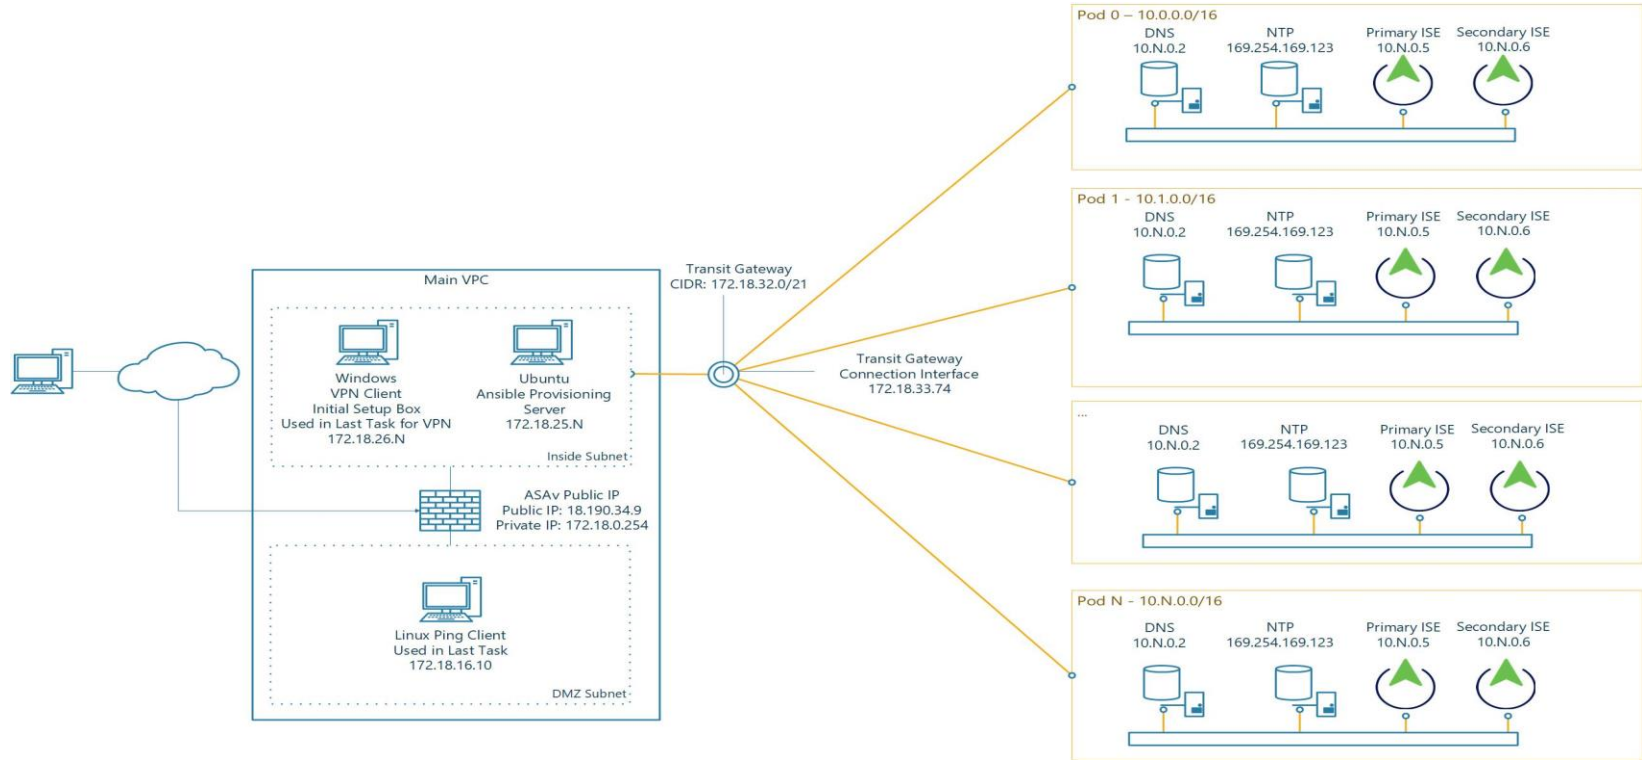 Main VPC
Windows
VPN Client
Initial Setup Box
Used in Last Task for VPN
172.18.26.N
Ubuntu
Ansible Provisioning
Server
172.18.25.N
Inside Subnet
ASAv Public IP
Public IP: 18.190.34.9
Private IP: 172.18.0.254
Linux Ping Client
Used in Last Task
172.18.16.10
DMZ Subnet
Transit Gateway
CIDR: 172.18.32.0/21
Transit Gateway
Connection Interface
172.18.33.74
Pod 0 – 10.0.0.0/16
DNS
10.N.0.2
NTP
169.254.169.123
Primary ISE
10.N.0.5
Secondary ISE
10.N.0.6
Pod 1 - 10.1.0.0/16
DNS
10.N.0.2
NTP
169.254.169.123
Primary ISE
10.N.0.5
Secondary ISE
10.N.0.6
...
DNS
10.N.0.2
NTP
169.254.169.123
Primary ISE
10.N.0.5
Secondary ISE
10.N.0.6
Pod N - 10.N.0.0/16
DNS
10.N.0.2
NTP
169.254.169.123
Primary ISE
10.N.0.5
Secondary ISE
10.N.0.6